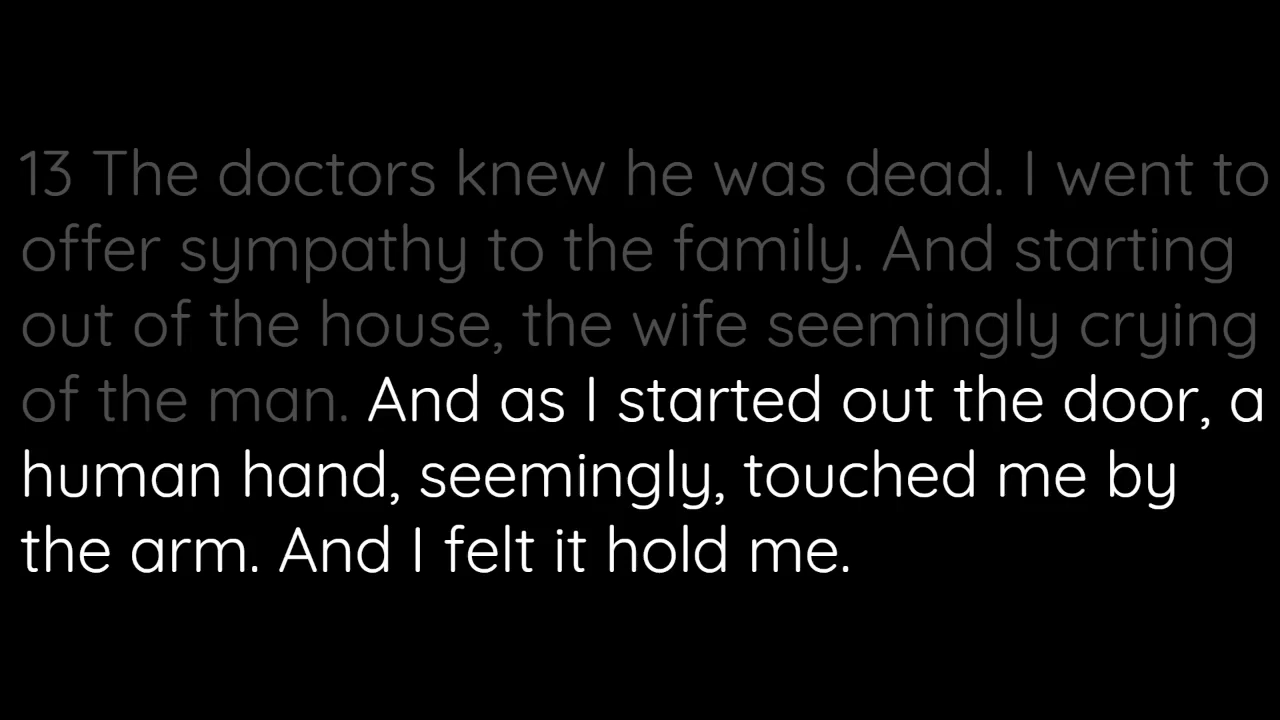 13 The doctors knew he was dead. I went to
offer sympathy to the family. And starting
out of the house, the wife seemingly crying
of the man. And as I started out the door, a
human hand, seemingly, touched me by
the arm. And I felt it hold me.